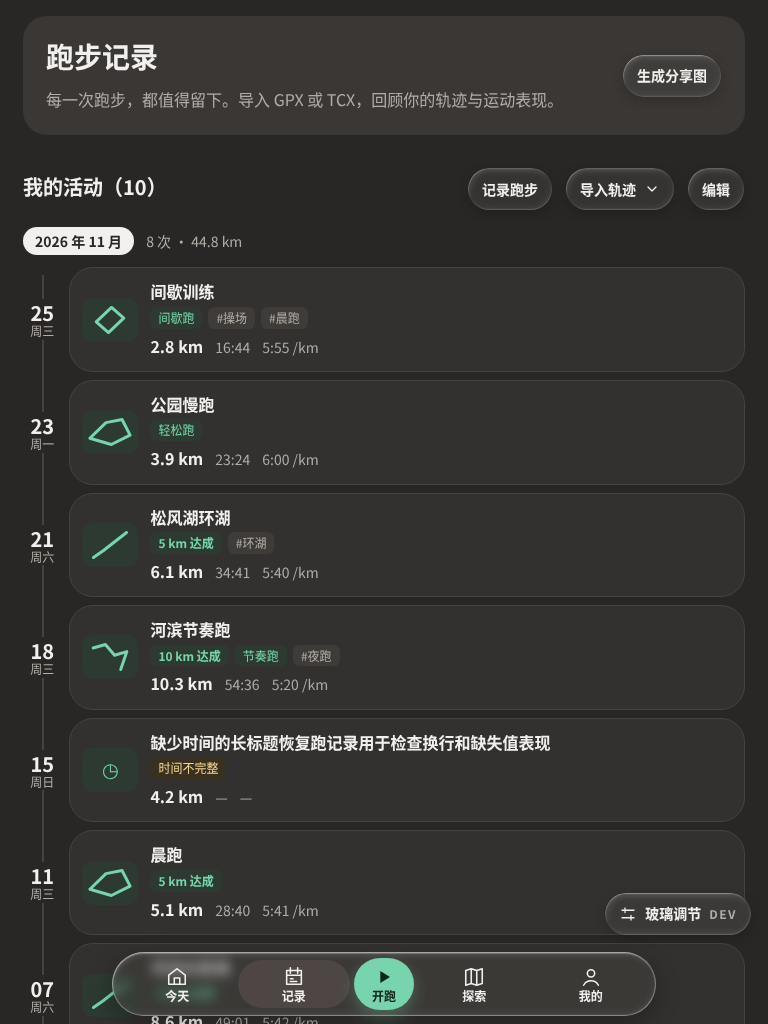 跑步记录
每一次跑步，都值得留下。导入 GPX 或 TCX，回顾你的轨迹与运动表现。
生成分享图
我的活动（10）
记录跑步
导入轨迹
编辑
2026 年 11 月
8 次 · 44.8 km
25
周三
间歇训练
间歇跑 #操场 #晨跑
2.8 km 16:44 5:55 /km
23
周一
公园慢跑
轻松跑
3.9 km 23:24 6:00 /km
21
周六
松风湖环湖
5 km 达成 #环湖
6.1 km 34:41 5:40 /km
18
周三
河滨节奏跑
10 km 达成 节奏跑 #夜跑
10.3 km 54:36 5:20 /km
15
周日
缺少时间的长标题恢复跑记录用于检查换行和缺失值表现
时间不完整
4.2 km — —
11
周三
晨跑
5 km 达成
5.1 km 28:40 5:41 /km
玻璃调节 DEV
07
周六
8.6 km 49:01 5:42 /km
今天
记录
开跑
探索
我的